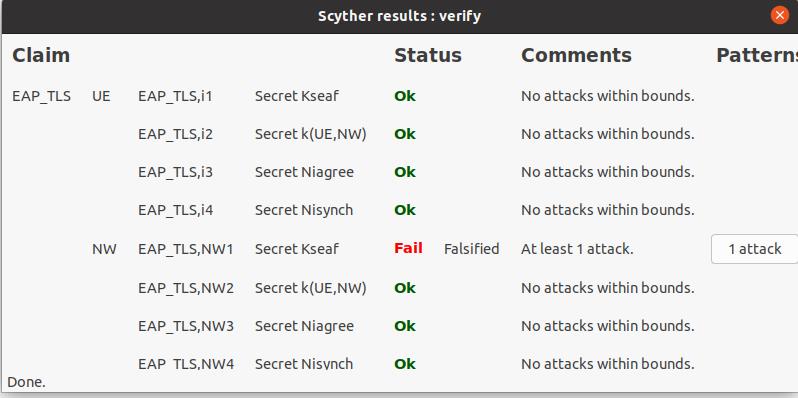 Scyther results : verify
Claim Status Comments Patterns
EAP_TLS UE EAP_TLS,i1 Secret Kseaf Ok No attacks within bounds.
EAP_TLS,i2 Secret k(UE,NW) Ok No attacks within bounds.
EAP_TLS,i3 Secret Niagree Ok No attacks within bounds.
EAP_TLS,i4 Secret Nisynch Ok No attacks within bounds.
NW EAP_TLS,NW1 Secret Kseaf Fail Falsified At least 1 attack. 1 attack
EAP_TLS,NW2 Secret k(UE,NW) Ok No attacks within bounds.
EAP_TLS,NW3 Secret Niagree Ok No attacks within bounds.
EAP_TLS,NW4 Secret Nisynch Ok No attacks within bounds.
Done.